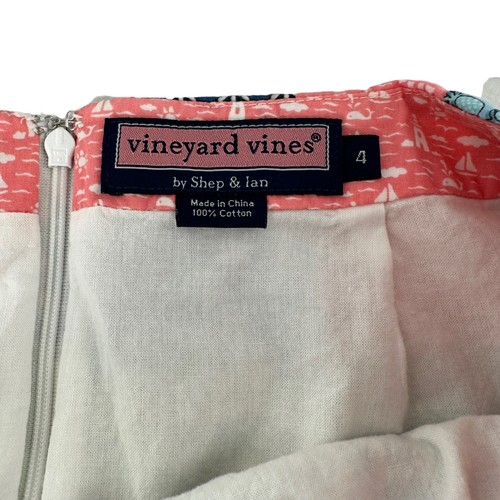 vineyard vines®
4
by Shep & Ian
Made in China
100% Cotton